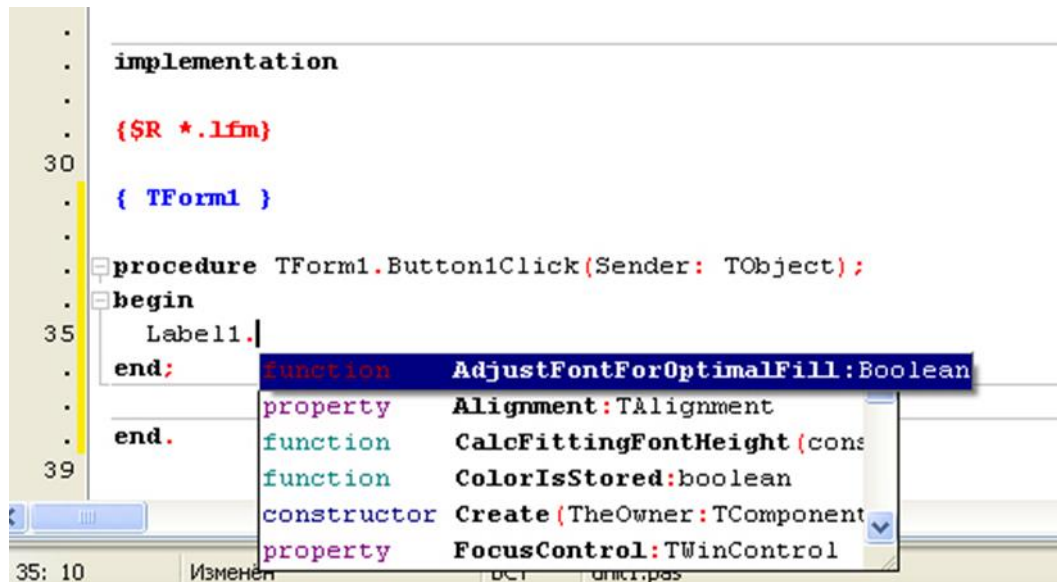 implementation
{$R *.lfm}
30
{ TForm1 }
procedure TForm1.Button1Click(Sender: TObject);
begin
35 Label1.
end;
function AdjustFontForOptimalFill:Boolean
property Alignment:TAlignment
end.
function CalcFittingFontHeight(cons
39
function ColorIsStored:boolean
constructor Create(TheOwner:TComponent
property FocusControl:TWinControl
35: 10 Изменён ВСТ unit1.pas